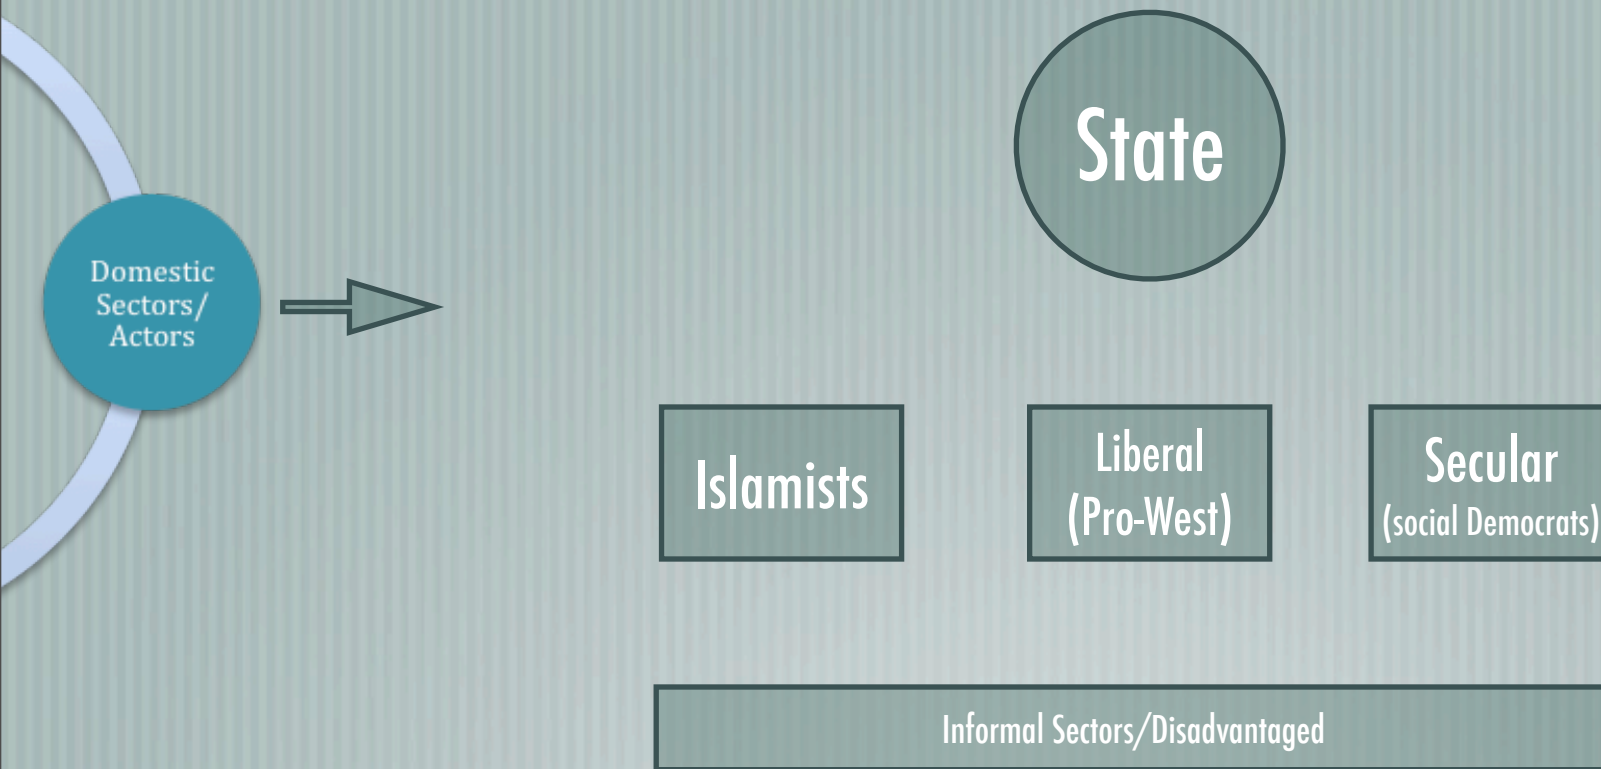 State
Domestic
Sectors/
Actors
Islamists
Liberal
(Pro-West)
Secular
(social Democrats)
Informal Sectors/Disadvantaged